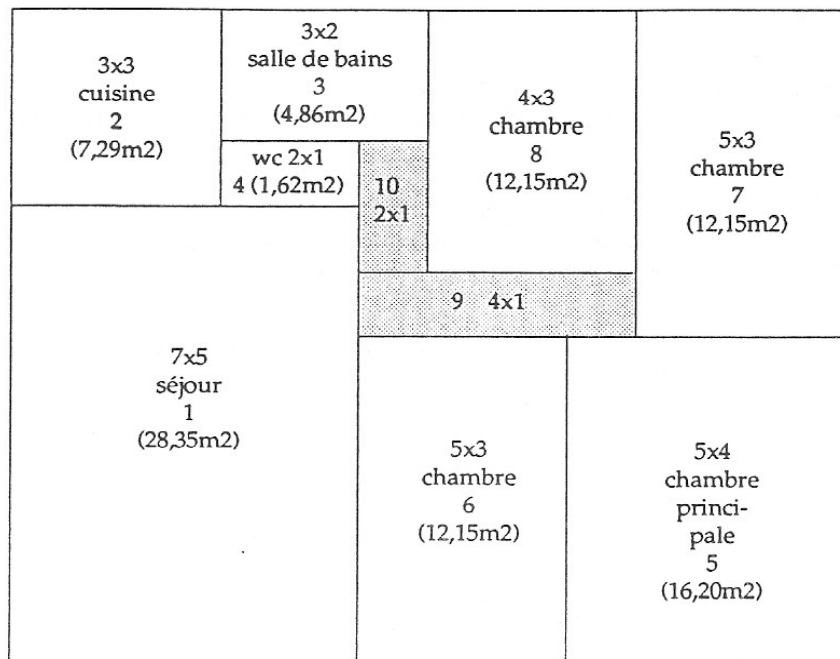 3x3
cuisine
2
(7,29m2)
3x2
salle de bains
3
(4,86m2)
wc 2x1
4 (1,62m2)
10
2x1
4x3
chambre
8
(12,15m2)
5x3
chambre
7
(12,15m2)
9 4x1
7x5
séjour
1
(28,35m2)
5x3
chambre
6
(12,15m2)
5x4
chambre
princi-
pale
5
(16,20m2)